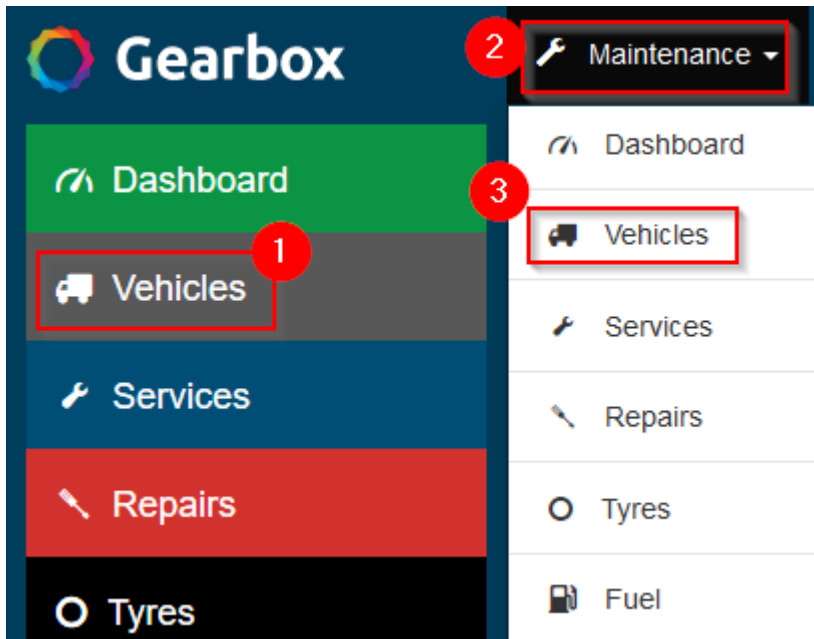 Gearbox
Dashboard
1
Vehicles
Services
Repairs
Tyres
2
Maintenance
Dashboard
3
Vehicles
Services
Repairs
Tyres
Fuel